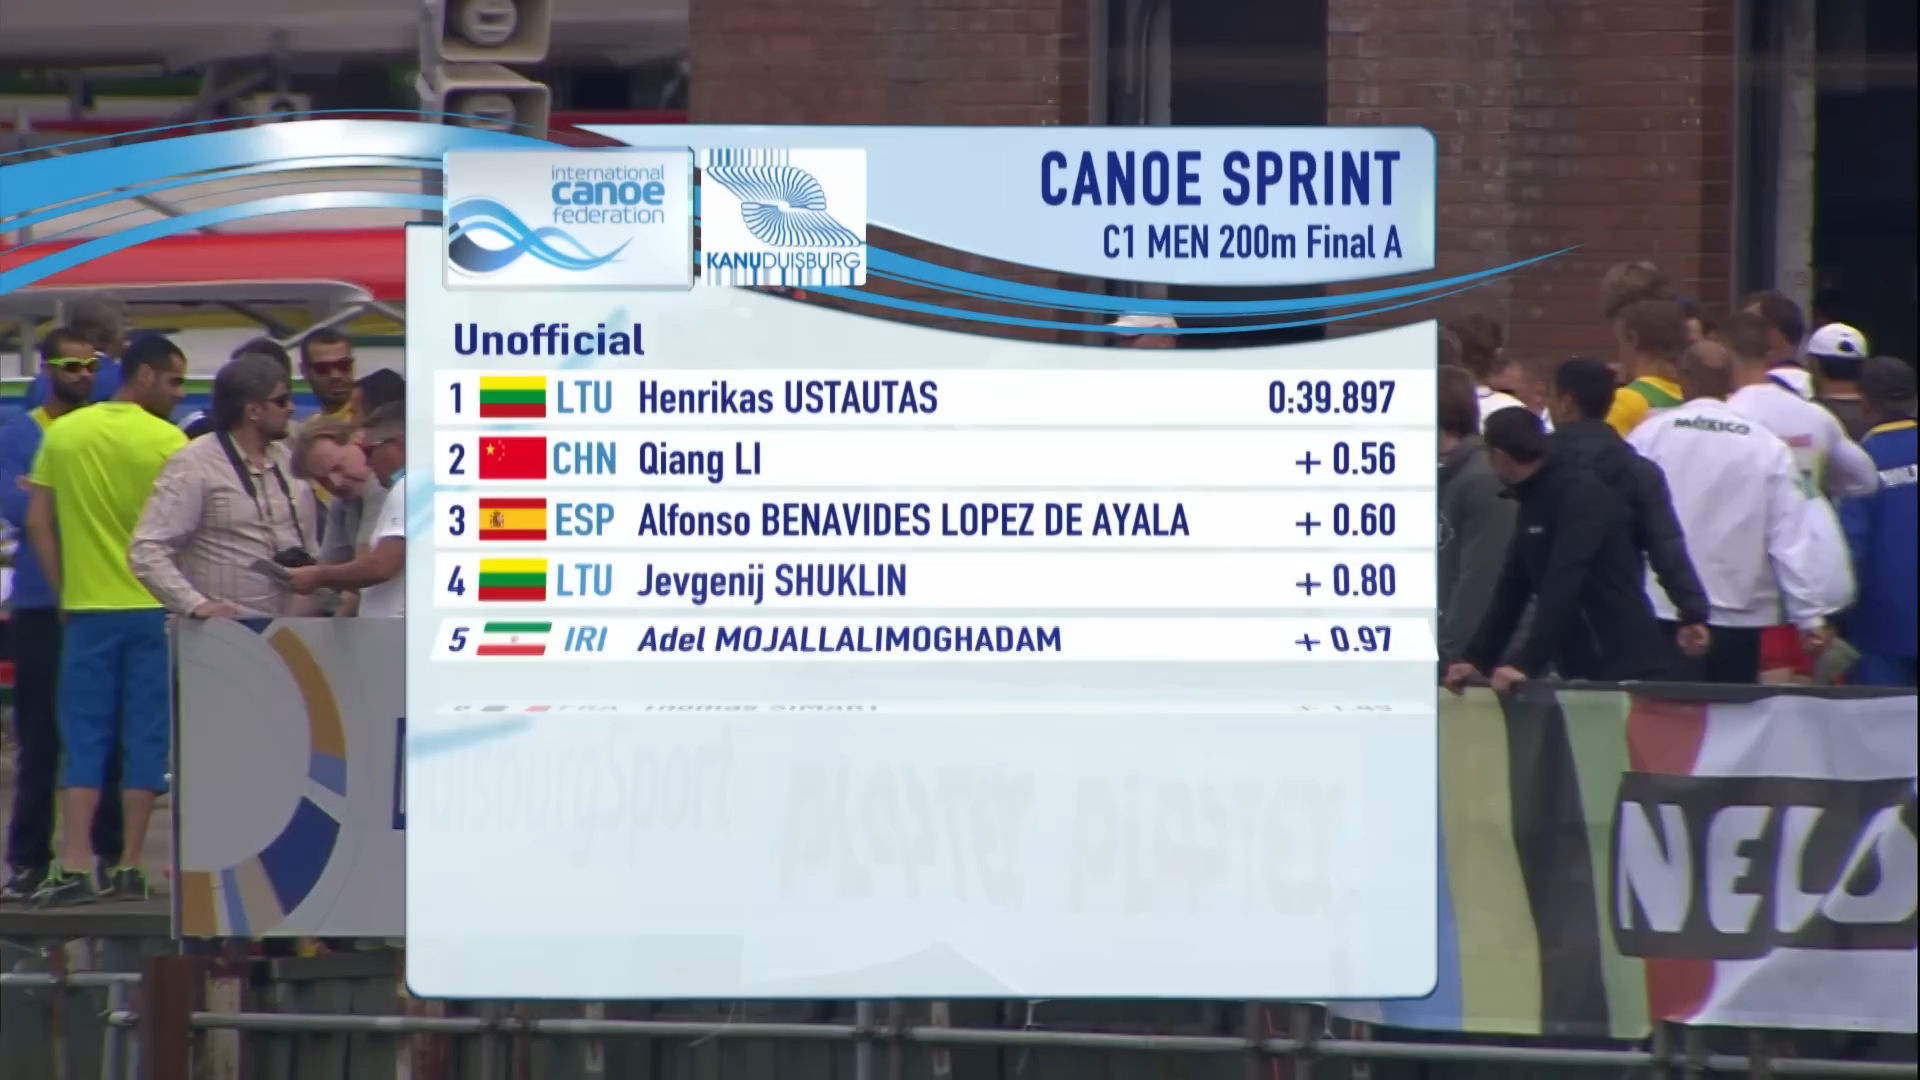 international
canoe
federation
KANUDUISBURG
CANOE SPRINT
C1 MEN 200m Final A
Unofficial
1 LTU Henrikas USTAUTAS 0:39.897
2 CHN Qiang LI + 0.56
3 ESP Alfonso BENAVIDES LOPEZ DE AYALA + 0.60
4 LTU Jevgenij SHUKLIN + 0.80
5 IRI Adel MOJALLALIMOGHADAM + 0.97
MÉXICO
NELO